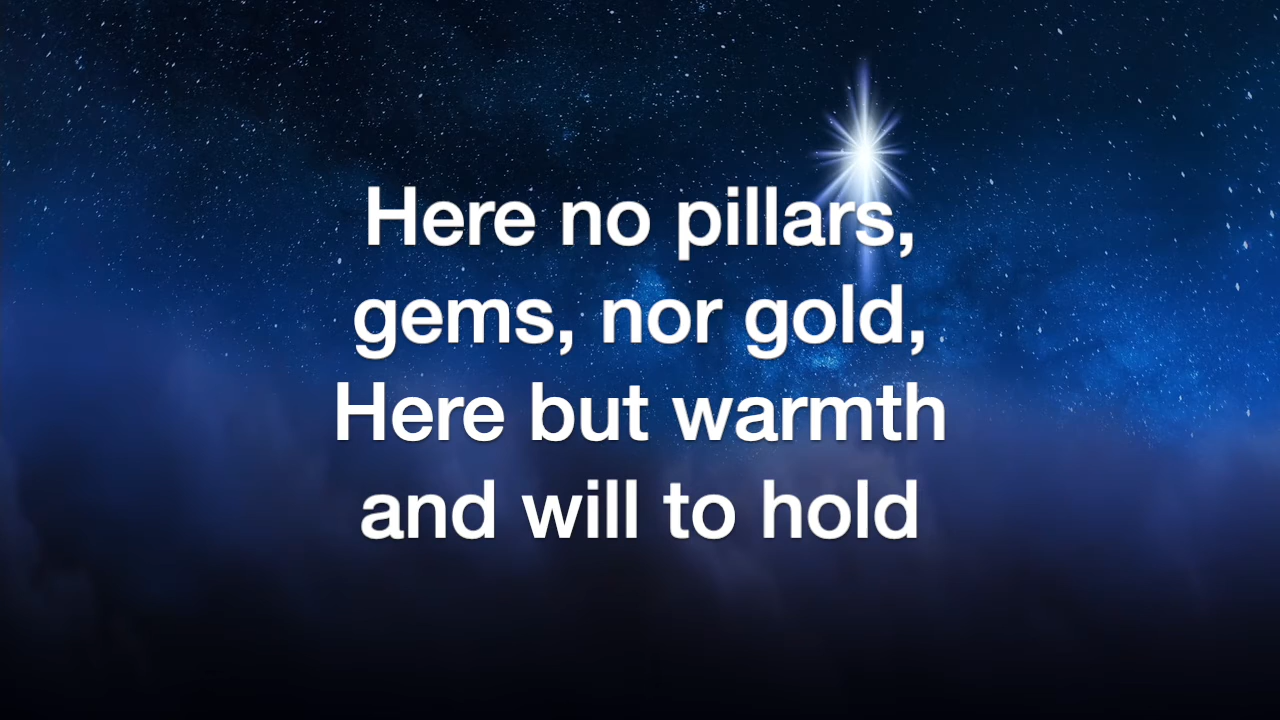 Here no pillars,
gems, nor gold,
Here but warmth
and will to hold